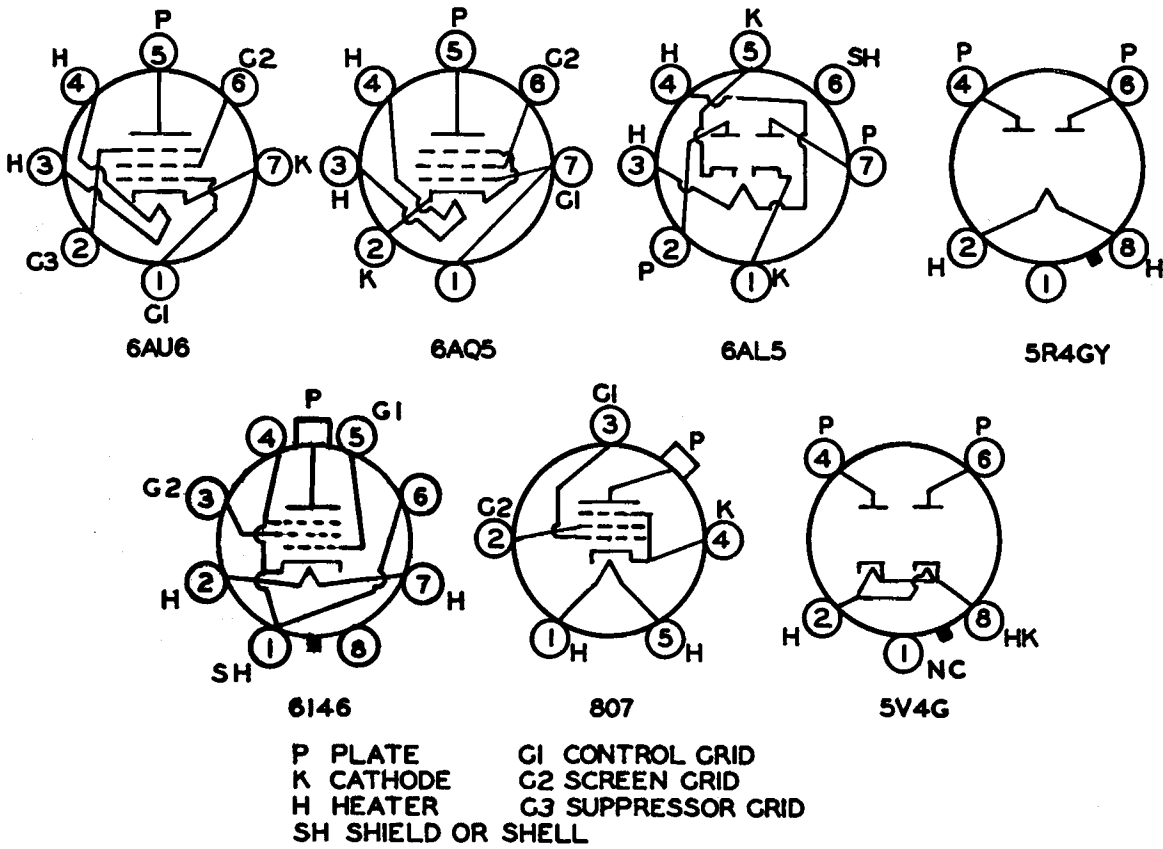 P P K
H G2 H G2 H SH P P
4 5 6 4 5 6 4 5 6 4 6
H 3 7 K 3 7 H 3 7 P
H G1
2 2 2 2 8
G3 K P H H
1 1 1 K 1
G1
6AU6 6AQ5 6AL5 5R4GY
P G1 G1
4 5 3 P P P
G2 3 6 G2 2 K 4 4 6
H 2 7 H H 2 8 HK
1 8 1 H 5 H 1 NC
SH
6146 807 5V4G
P PLATE G1 CONTROL GRID
K CATHODE G2 SCREEN GRID
H HEATER G3 SUPPRESSOR GRID
SH SHIELD OR SHELL